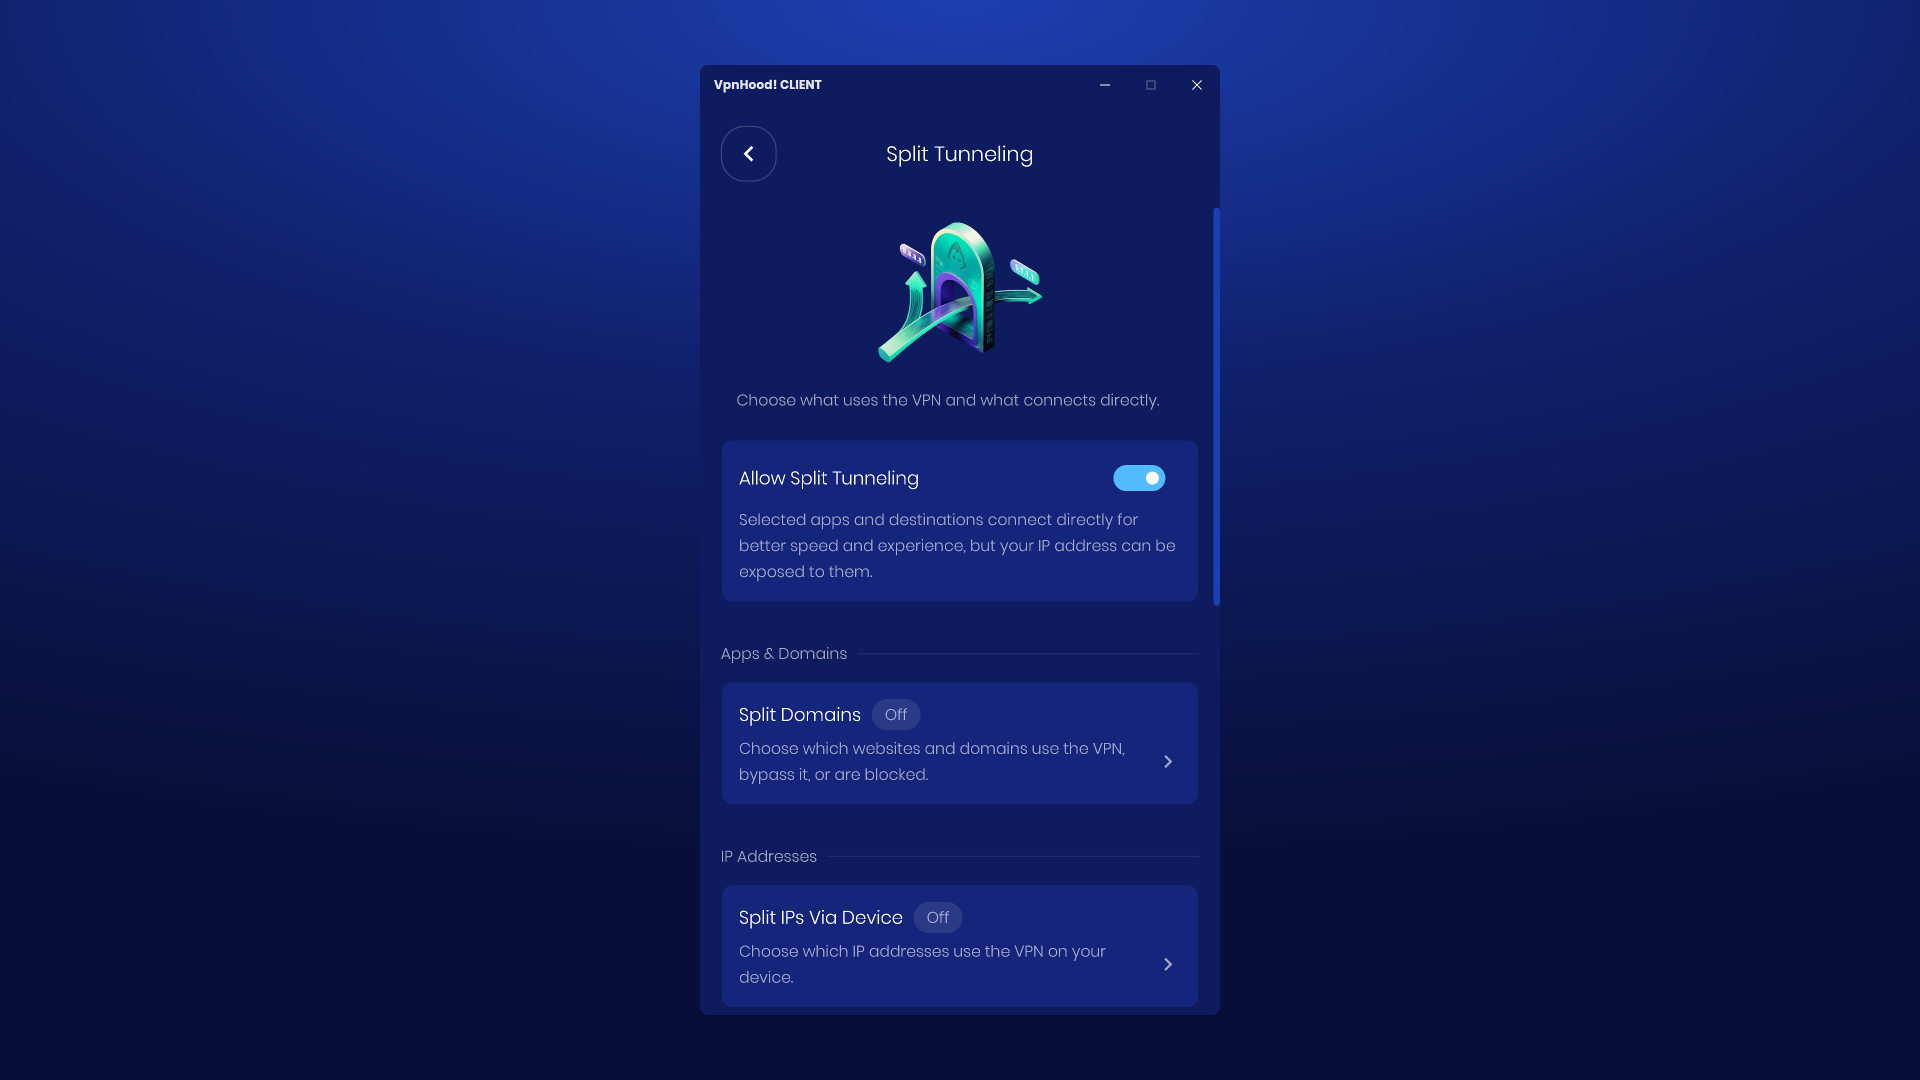 VpnHood! CLIENT
Split Tunneling
Choose what uses the VPN and what connects directly.
Allow Split Tunneling
Selected apps and destinations connect directly for
better speed and experience, but your IP address can be
exposed to them.
Apps & Domains
Split Domains Off
Choose which websites and domains use the VPN,
bypass it, or are blocked.
IP Addresses
Split IPs Via Device Off
Choose which IP addresses use the VPN on your
device.